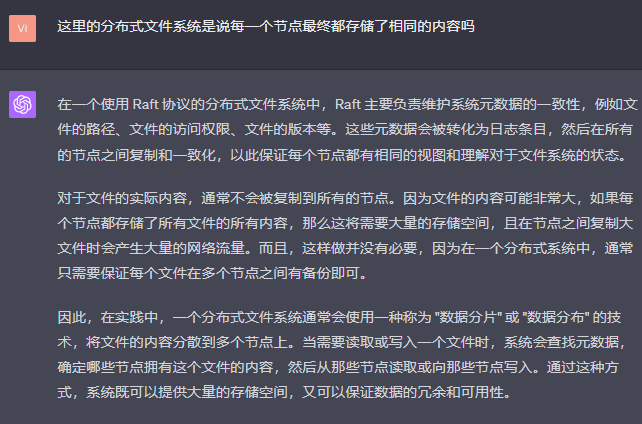 VI
这里的分布式文件系统是说每一个节点最终都存储了相同的内容吗
在一个使用 Raft 协议的分布式文件系统中，Raft 主要负责维护系统元数据的一致性，例如文
件的路径、文件的访问权限、文件的版本等。这些元数据会被转化为日志条目，然后在所有
的节点之间复制和一致化，以此保证每个节点都有相同的视图和理解对于文件系统的状态。
对于文件的实际内容，通常不会被复制到所有的节点。因为文件的内容可能非常大，如果每
个节点都存储了所有文件的所有内容，那么这将需要大量的存储空间，且在节点之间复制大
文件时会产生大量的网络流量。而且，这样做并没有必要，因为在一个分布式系统中，通常
只需要保证每个文件在多个节点之间有备份即可。
因此，在实践中，一个分布式文件系统通常会使用一种称为 "数据分片" 或 "数据分布" 的技
术，将文件的内容分散到多个节点上。当需要读取或写入一个文件时，系统会查找元数据，
确定哪些节点拥有这个文件的内容，然后从那些节点读取或向那些节点写入。通过这种方
式，系统既可以提供大量的存储空间，又可以保证数据的冗余和可用性。